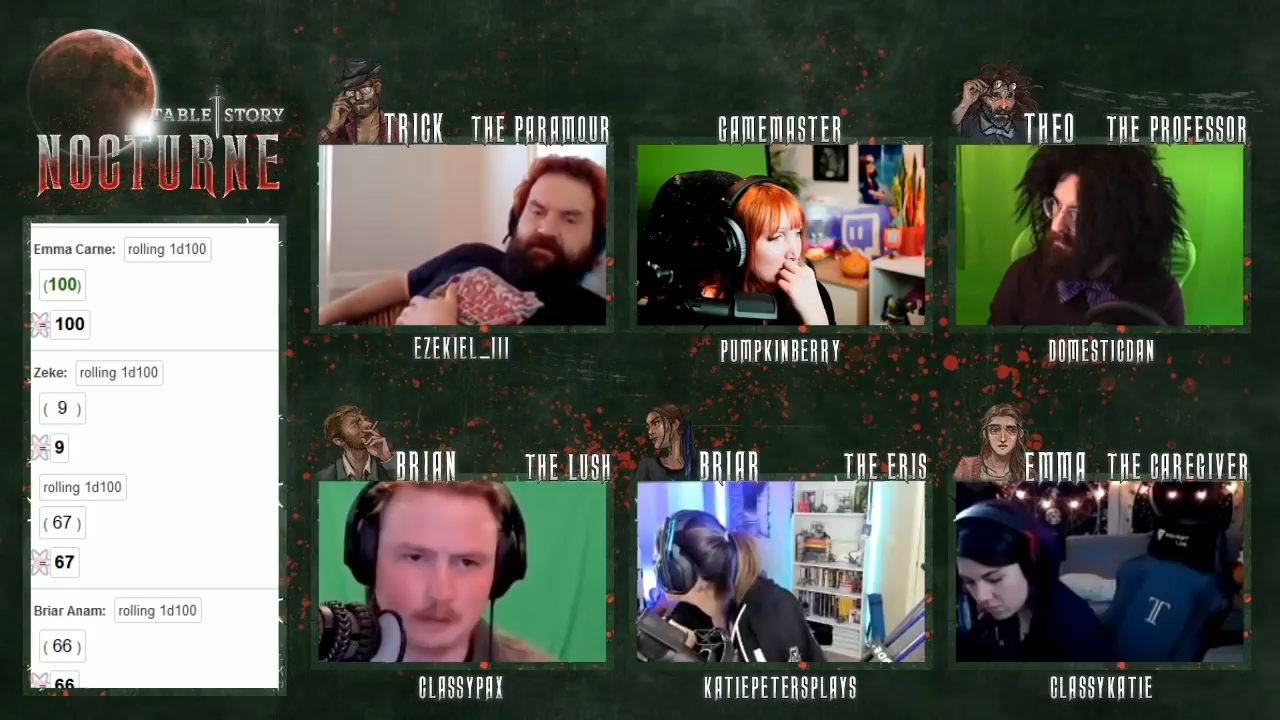 TABLE STORY
NOCTURNE
Emma Carne: rolling 1d100
(100)
= 100
Zeke: rolling 1d100
( 9 )
= 9
rolling 1d100
( 67 )
= 67
Briar Anam: rolling 1d100
( 66 )
= 66
TRICK THE PARAMOUR
EZEKIEL_III
GAMEMASTER
PUMPKINBERRY
THEO THE PROFESSOR
DOMESTICDAN
BRIAN THE LUSH
CLASSYPAX
BRIAR THE ERIS
KATIEPETERSPLAYS
EMMA THE CAREGIVER
T
CLASSYKATIE